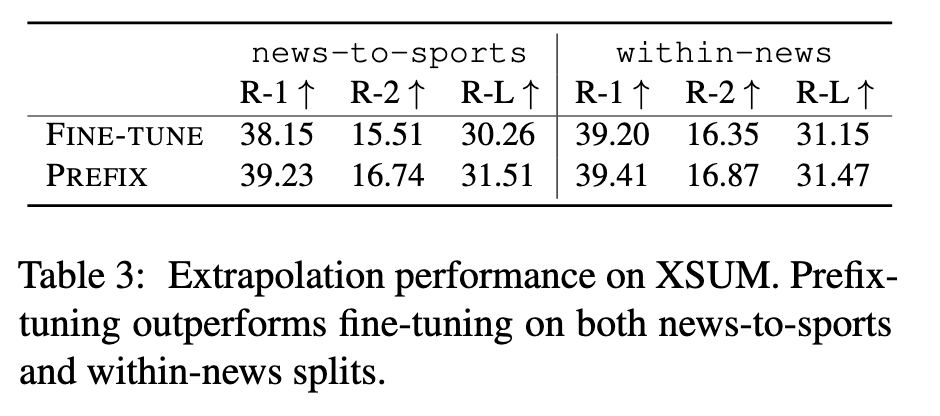 news-to-sports within-news
R-1 ↑ R-2 ↑ R-L ↑ R-1 ↑ R-2 ↑ R-L ↑
FINE-TUNE 38.15 15.51 30.26 39.20 16.35 31.15
PREFIX 39.23 16.74 31.51 39.41 16.87 31.47
Table 3: Extrapolation performance on XSUM. Prefix-
tuning outperforms fine-tuning on both news-to-sports
and within-news splits.